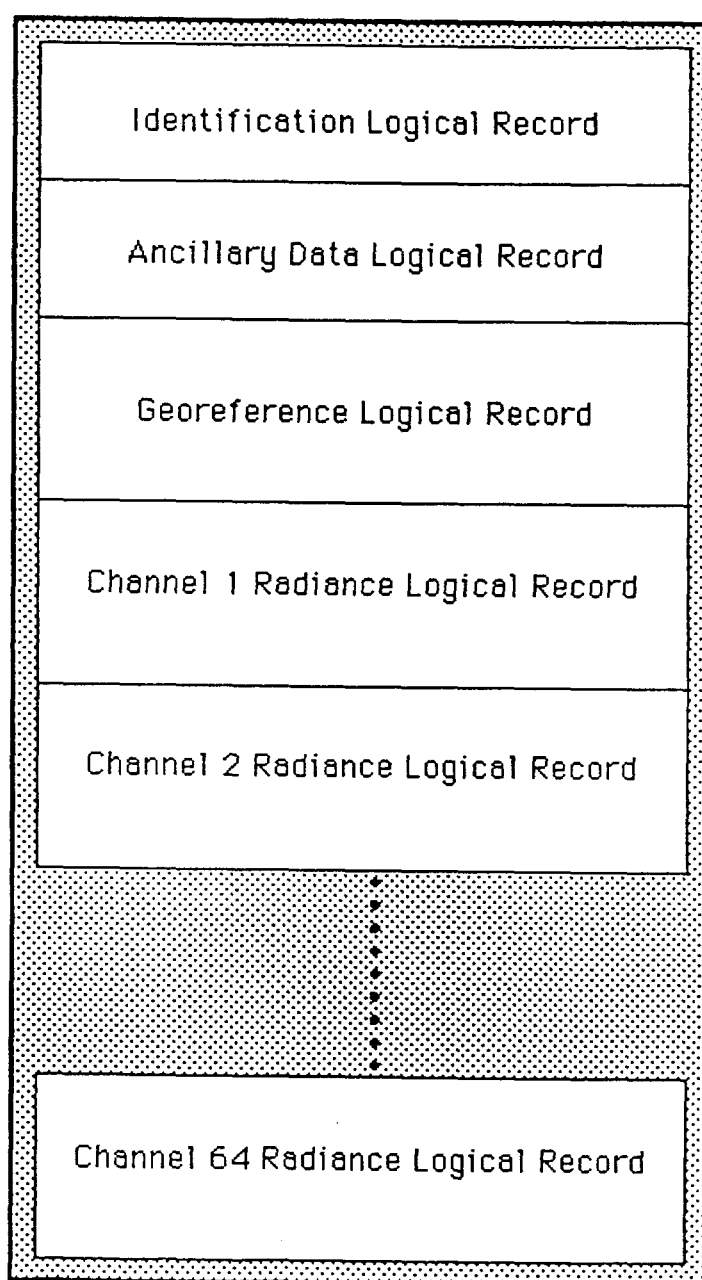 Identification Logical Record
Ancillary Data Logical Record
Georeference Logical Record
Channel 1 Radiance Logical Record
Channel 2 Radiance Logical Record
Channel 64 Radiance Logical Record